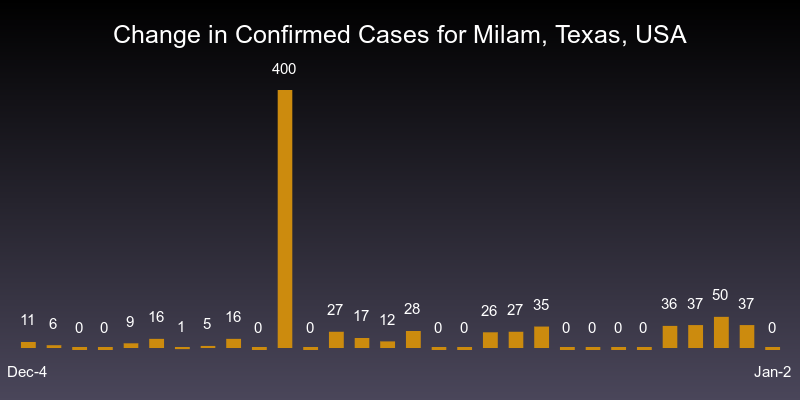 Change in Confirmed Cases for Milam, Texas, USA
400
11 6 0 0 9 16 1 5 16 0 0 27 17 12 28 0 0 26 27 35 0 0 0 0 36 37 50 37 0
Dec-4 Jan-2